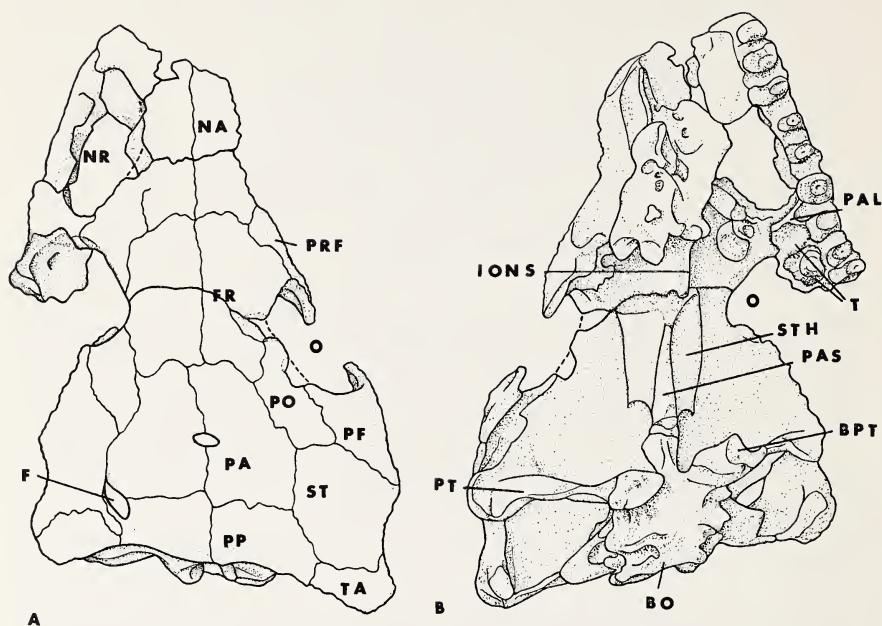 NA
NR
PRF
FR
O
PO
PF
F
PA
ST
PP
TA
A
PAL
IONS
O
T
STH
PAS
BPT
PT
BO
B